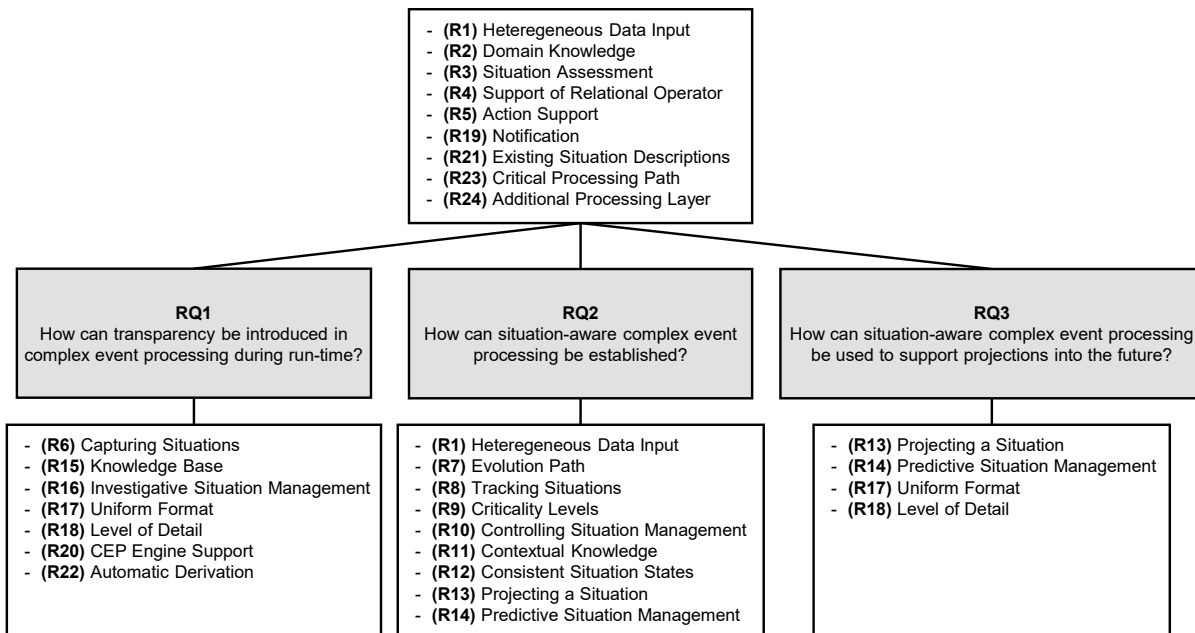 - (R1) Heteregeneous Data Input
- (R2) Domain Knowledge
- (R3) Situation Assessment
- (R4) Support of Relational Operator
- (R5) Action Support
- (R19) Notification
- (R21) Existing Situation Descriptions
- (R23) Critical Processing Path
- (R24) Additional Processing Layer
RQ1
How can transparency be introduced in
complex event processing during run-time?
RQ2
How can situation-aware complex event
processing be established?
RQ3
How can situation-aware complex event processing
be used to support projections into the future?
- (R6) Capturing Situations
- (R15) Knowledge Base
- (R16) Investigative Situation Management
- (R17) Uniform Format
- (R18) Level of Detail
- (R20) CEP Engine Support
- (R22) Automatic Derivation
- (R1) Heteregeneous Data Input
- (R7) Evolution Path
- (R8) Tracking Situations
- (R9) Criticality Levels
- (R10) Controlling Situation Management
- (R11) Contextual Knowledge
- (R12) Consistent Situation States
- (R13) Projecting a Situation
- (R14) Predictive Situation Management
- (R13) Projecting a Situation
- (R14) Predictive Situation Management
- (R17) Uniform Format
- (R18) Level of Detail